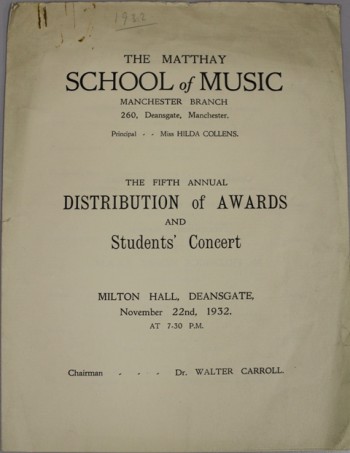 1932
THE MATTHAY
SCHOOL of MUSIC
MANCHESTER BRANCH
260, Deansgate, Manchester.
Principal - - Miss HILDA COLLENS.
THE FIFTH ANNUAL
DISTRIBUTION of AWARDS
AND
Students' Concert
MILTON HALL, DEANSGATE,
November 22nd, 1932.
AT 7-30 P.M.
Chairman - - - Dr. WALTER CARROLL.